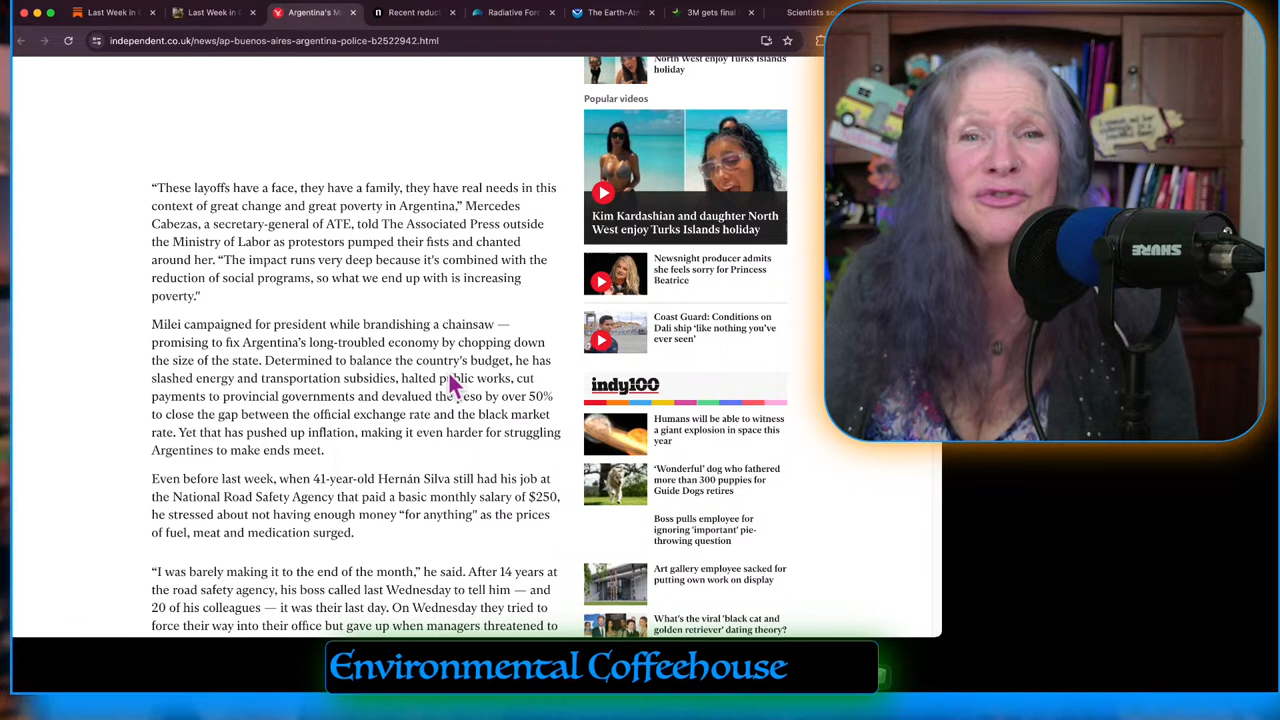 Last Week in C
Last Week in C
Argentina's M
Recent reduct
Radiative For
The Earth-Atm
3M gets final
Scientists so
independent.co.uk/news/ap-buenos-aires-argentina-police-b2522942.html
“These layoffs have a face, they have a family, they have real needs in this
context of great change and great poverty in Argentina,” Mercedes
Cabezas, a secretary-general of ATE, told The Associated Press outside
the Ministry of Labor as protestors pumped their fists and chanted
around her. “The impact runs very deep because it's combined with the
reduction of social programs, so what we end up with is increasing
poverty."
Milei campaigned for president while brandishing a chainsaw —
promising to fix Argentina’s long-troubled economy by chopping down
the size of the state. Determined to balance the country's budget, he has
slashed energy and transportation subsidies, halted public works, cut
payments to provincial governments and devalued the peso by over 50%
to close the gap between the official exchange rate and the black market
rate. Yet that has pushed up inflation, making it even harder for struggling
Argentines to make ends meet.
Even before last week, when 41-year-old Hernán Silva still had his job at
the National Road Safety Agency that paid a basic monthly salary of $250,
he stressed about not having enough money “for anything” as the prices
of fuel, meat and medication surged.
“I was barely making it to the end of the month,” he said. After 14 years at
the road safety agency, his boss called last Wednesday to tell him — and
20 of his colleagues — it was their last day. On Wednesday they tried to
force their way into their office but gave up when managers threatened to
North West enjoy Turks Islands
holiday
Popular videos
Kim Kardashian and daughter North
West enjoy Turks Islands holiday
Newsnight producer admits
she feels sorry for Princess
Beatrice
Coast Guard: Conditions on
Dali ship ‘like nothing you’ve
ever seen’
indy100
Humans will be able to witness
a giant explosion in space this
year
‘Wonderful’ dog who fathered
more than 300 puppies for
Guide Dogs retires
Boss pulls employee for
ignoring 'important' pie-
throwing question
Art gallery employee sacked for
putting own work on display
What's the viral 'black cat and
golden retriever' dating theory?
SHURE
Environmental Coffeehouse